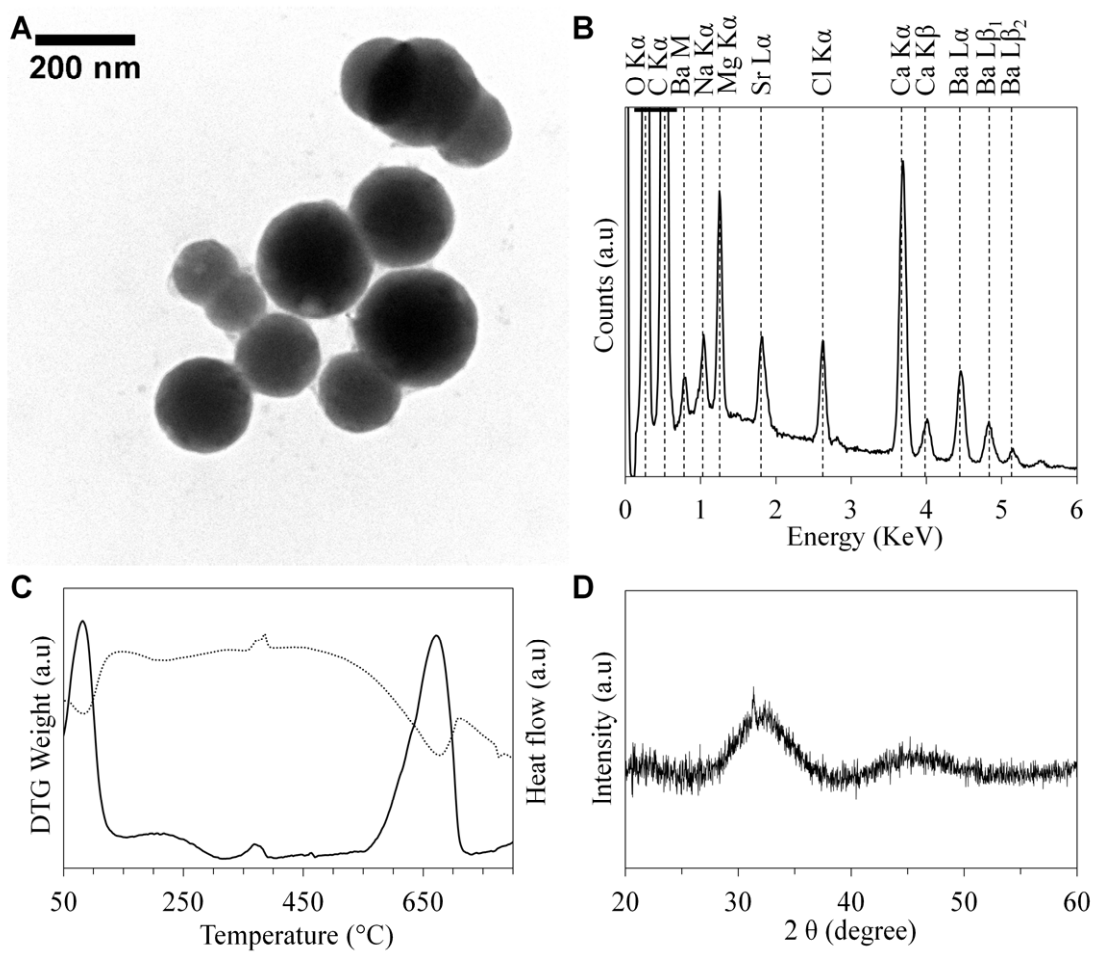 A
200 nm
B
O Kα
C Kα
Ba M
Na Kα
Mg Kα
Sr Lα
Cl Kα
Ca Kα
Ca Kβ
Ba Lα
Ba Lβ₁
Ba Lβ₂
Counts (a.u)
0 1 2 3 4 5 6
Energy (KeV)
C
DTG Weight (a.u)
Heat flow (a.u)
50 250 450 650
Temperature (°C)
D
Intensity (a.u)
20 30 40 50 60
2 θ (degree)